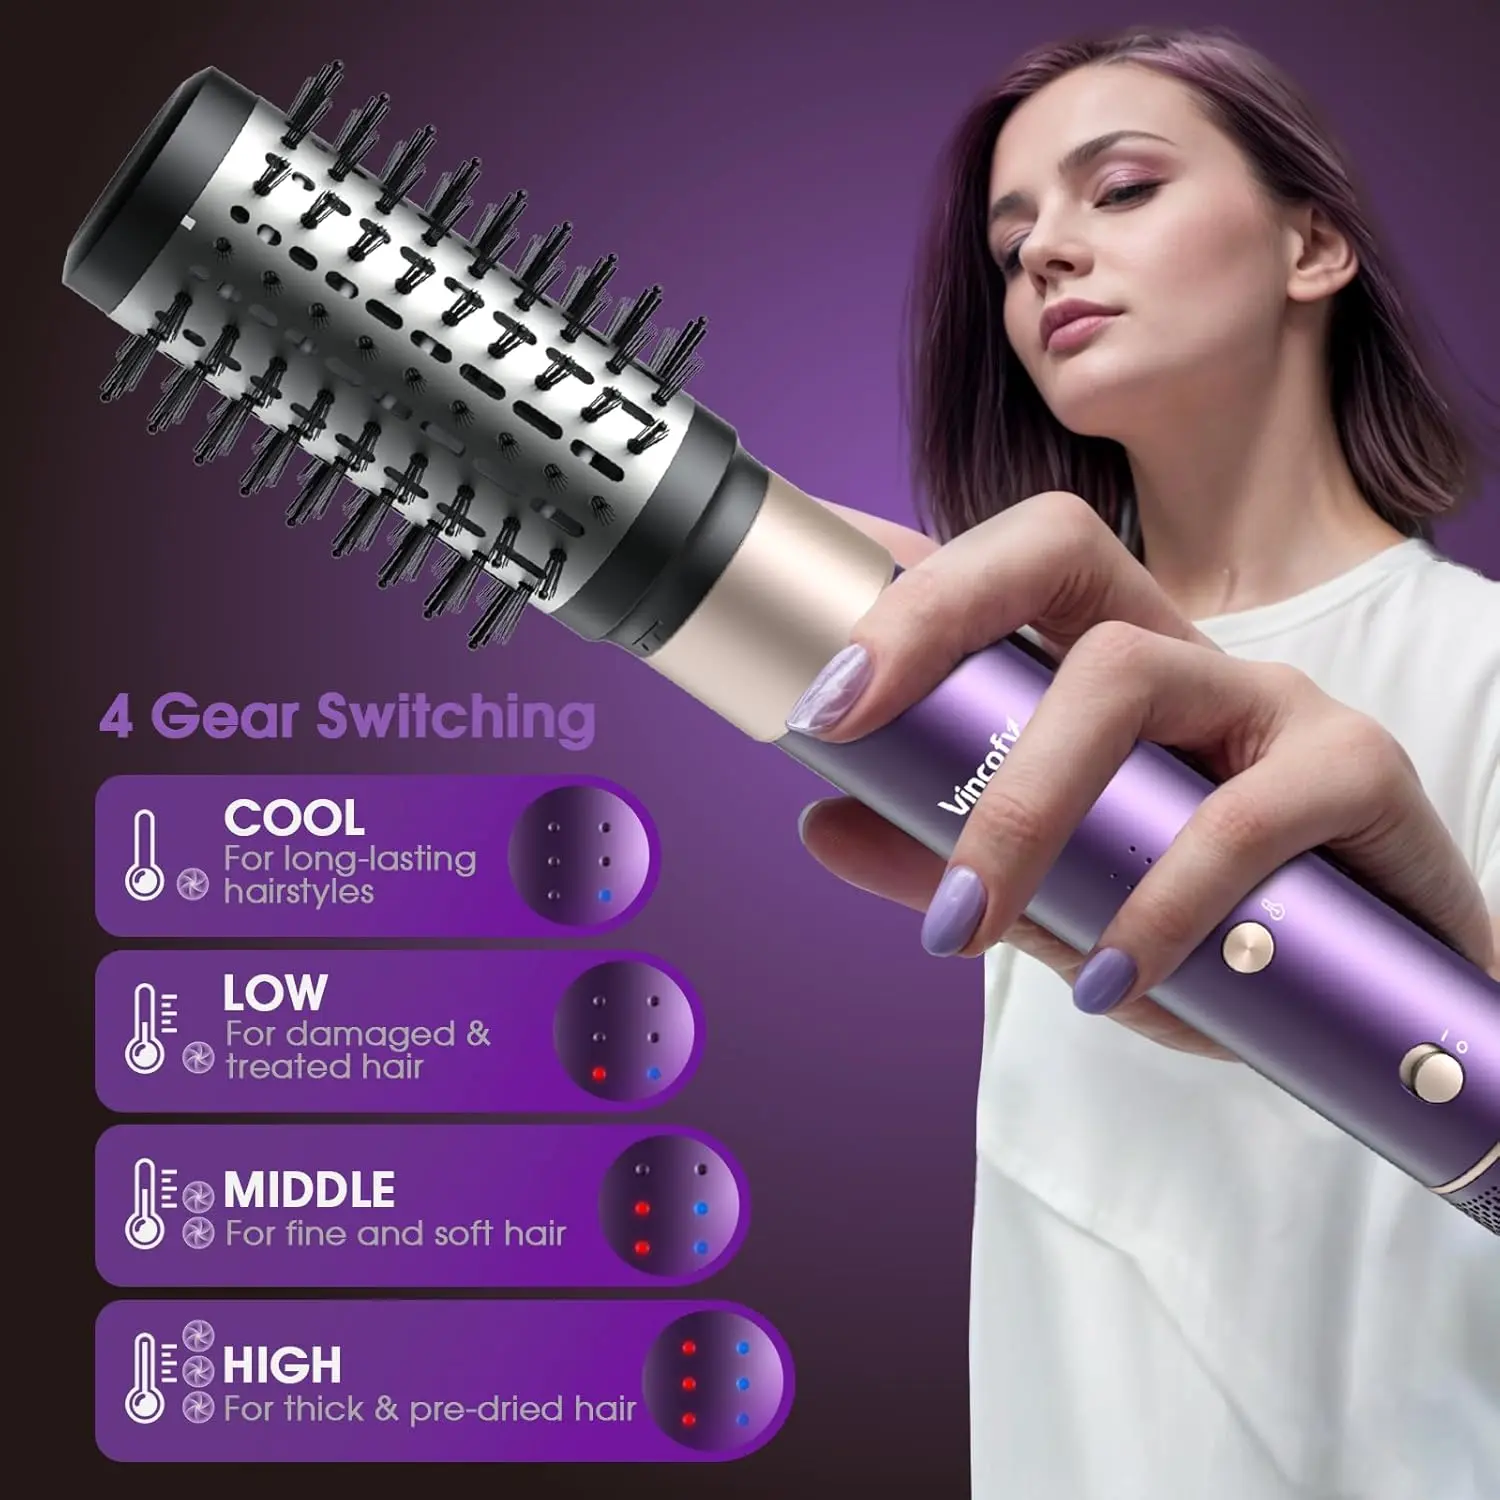 4 Gear Switching
COOL
For long-lasting
hairstyles
LOW
For damaged &
treated hair
MIDDLE
For fine and soft hair
HIGH
For thick & pre-dried hair
I O